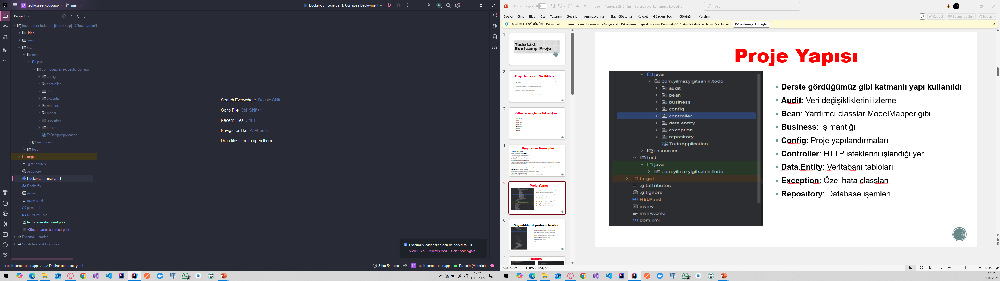 tech-career-todo-app
main
Docker-compose.yaml: Compose Deployment
Project
tech-career-todo-app [to-do-app] C:\techcarreer\t
.idea
.mvn
src
main
java
com.oguzhansecgel.to_do_app
config
controller
dto
exception
mapper
model
repository
service
ToDoAppApplication
resources
test
target
.gitattributes
.gitignore
Docker-compose.yaml
Dockerfile
mvnw
mvnw.cmd
pom.xml
README.md
tech-career-backend.pptx
~$tech-career-backend.pptx
External Libraries
Scratches and Consoles
Search Everywhere Double Shift
Go to File Ctrl+Shift+N
Recent Files Ctrl+E
Navigation Bar Alt+Home
Drop files here to open them
Externally added files can be added to Git
View Files Always Add Don't Ask Again
tech-career-todo-app > Docker-compose.yaml
3 hrs 54 mins
TA tech-career-todo-app
Dracula (Material)
17:52
11.01.2025
Otomatik Kaydet
Todo - Korumalı Görünüm • bu bilgisayar konumuna kaydedildi
Ara
Dosya Giriş Ekle Çiz Tasarım Geçişler Animasyonlar Slayt Gösterisi Kaydet Gözden Geçir Görünüm Yardım
Kaydet Teams'de Sun Paylaş
KORUMALI GÖRÜNÜM Dikkatli olun! İnternet kaynaklı dosyalar virüs içerebilir. Düzenlemeniz gerekmiyorsa, Korumalı Görünümde kalmanız daha güvenli olur. Düzenlemeyi Etkinleştir
1
Todo List
Bootcamp Proje
2
Proje Amacı ve Özellikleri
3
Kullanılan Araçlar ve Teknolojiler
4
Uygulanan Prensipler
5
Proje Yapısı
6
Bağımlıklar dışındaki classlar
7
Entities
Proje Yapısı
java
com.yilmazyigitsahin.todo
audit
bean
business
config
controller
data.entity
exception
repository
TodoApplication
resources
test
java
com.yilmazyigitsahin.todo
target
.gitattributes
.gitignore
HELP.md
mvnw
mvnw.cmd
pom.xml
Derste gördüğümüz gibi katmanlı yapı kullanıldı
Audit: Veri değişikliklerini izleme
Bean: Yardımcı classlar ModelMapper gibi
Business: İş mantığı
Config: Proje yapılandırmaları
Controller: HTTP isteklerini işlendiği yer
Data.Entity: Veritabanı tabloları
Exception: Özel hata classları
Repository: Database işemleri
Slayt 5 / 23 Türkçe (Türkiye)
%115
17:52
11.01.2025